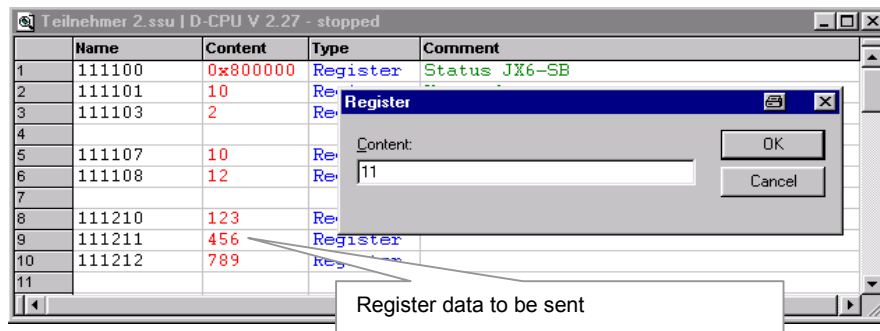 Teilnehmer 2.ssu | D-CPU V 2.27 - stopped
Name Content Type Comment
1 111100 0x800000 Register Status JX6-SB
2 111101 10
3 111103 2
4
5 111107 10
6 111108 12
7
8 111210 123
9 111211 456 Register
10 111212 789
11
Register
Content:
11
OK
Cancel
Register data to be sent